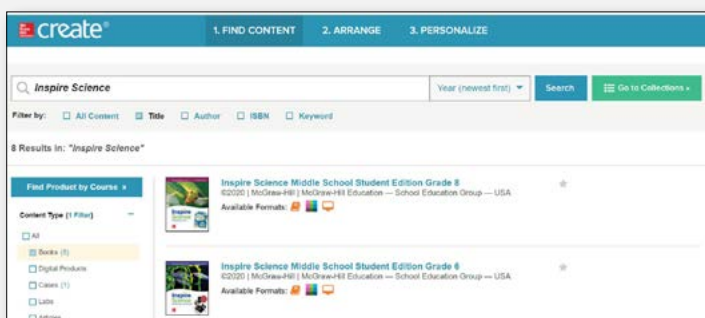 create®
1. FIND CONTENT 2. ARRANGE 3. PERSONALIZE
Inspire Science
Year (newest first)
Search
Go to Collections »
Filter by: All Content Title Author ISBN Keyword
8 Results in: "Inspire Science"
Find Product by Course »
Content Type (1 Filter)
All
Books (8)
Digital Products
Cases (1)
Labs
Articles
Inspire Science Middle School Student Edition Grade 8
©2020 | McGraw-Hill | McGraw-Hill Education — School Education Group — USA
Available Formats:
Inspire Science Middle School Student Edition Grade 6
©2020 | McGraw-Hill | McGraw-Hill Education — School Education Group — USA
Available Formats:
Inspire
Science